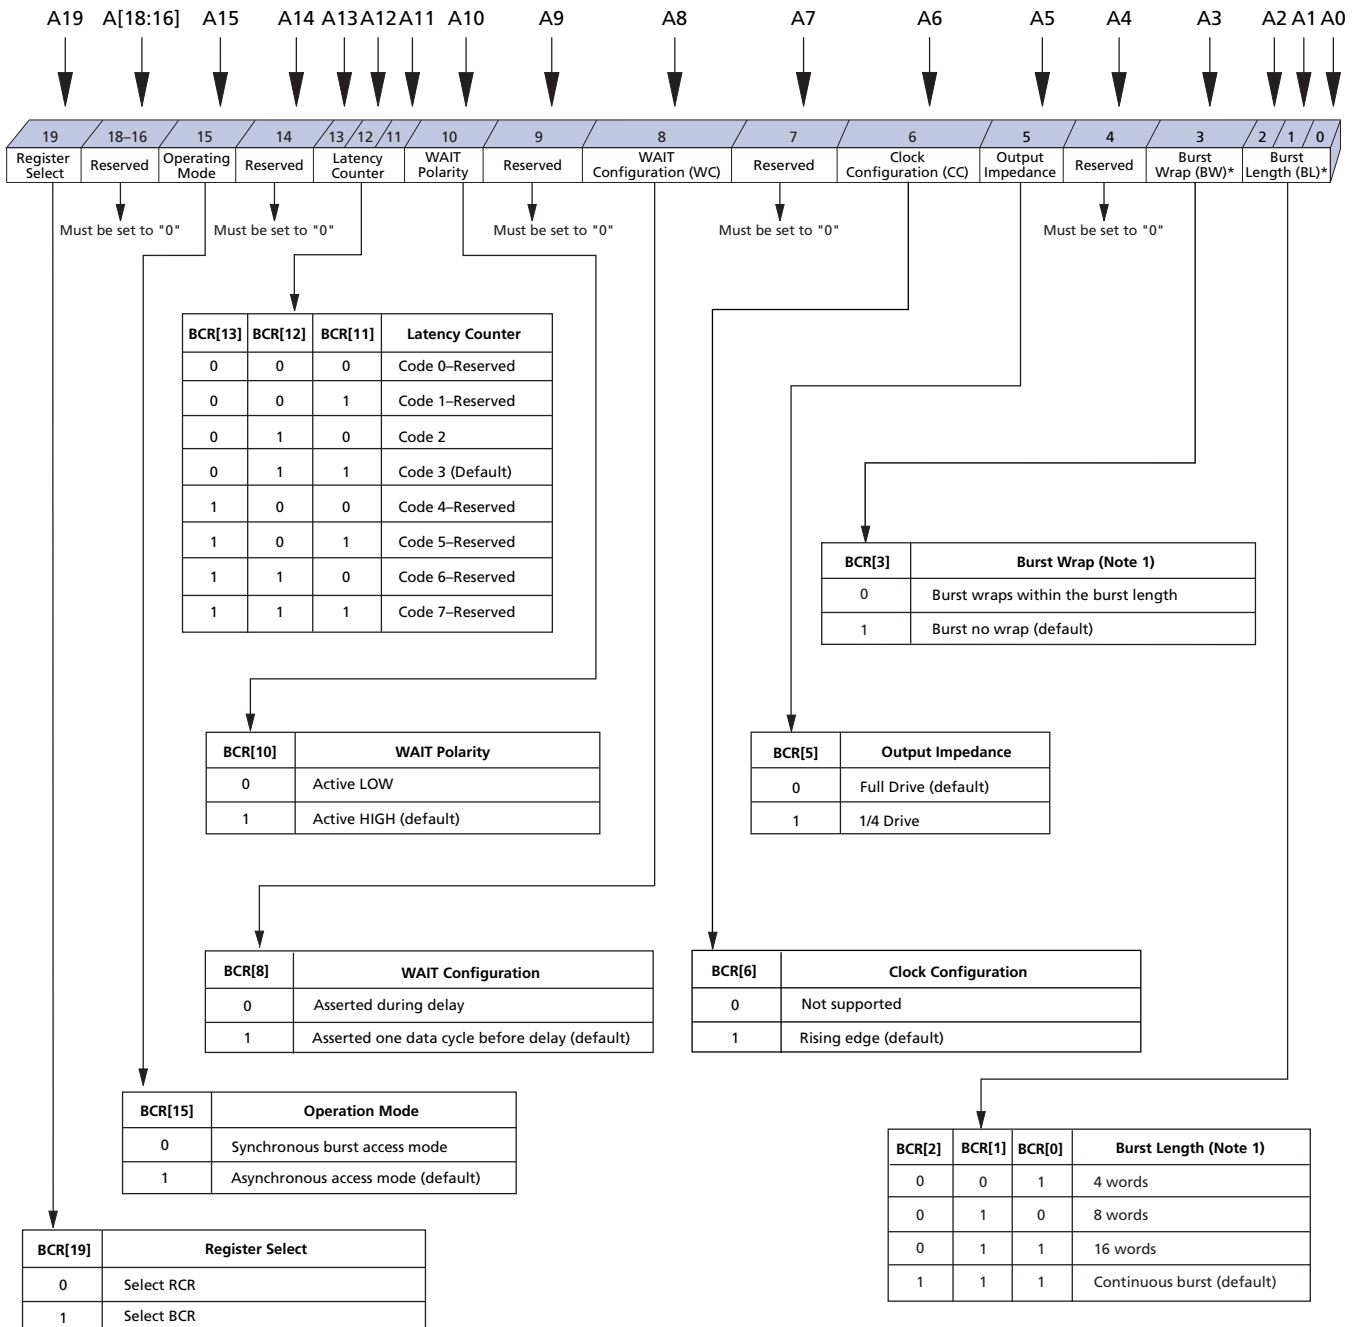 A19 A[18:16] A15 A14 A13 A12 A11 A10 A9 A8 A7 A6 A5 A4 A3 A2 A1 A0
19 18–16 15 14 13 12 11 10 9 8 7 6 5 4 3 2 1 0
Register Select
Reserved
Operating Mode
Reserved
Latency Counter
WAIT Polarity
Reserved
WAIT Configuration (WC)
Reserved
Clock Configuration (CC)
Output Impedance
Reserved
Burst Wrap (BW)*
Burst Length (BL)*
Must be set to "0" Must be set to "0" Must be set to "0" Must be set to "0" Must be set to "0"
BCR[13] BCR[12] BCR[11] Latency Counter
0 0 0 Code 0–Reserved
0 0 1 Code 1–Reserved
0 1 0 Code 2
0 1 1 Code 3 (Default)
1 0 0 Code 4–Reserved
1 0 1 Code 5–Reserved
1 1 0 Code 6–Reserved
1 1 1 Code 7–Reserved
BCR[3] Burst Wrap (Note 1)
0 Burst wraps within the burst length
1 Burst no wrap (default)
BCR[10] WAIT Polarity
0 Active LOW
1 Active HIGH (default)
BCR[5] Output Impedance
0 Full Drive (default)
1 1/4 Drive
BCR[8] WAIT Configuration
0 Asserted during delay
1 Asserted one data cycle before delay (default)
BCR[6] Clock Configuration
0 Not supported
1 Rising edge (default)
BCR[15] Operation Mode
0 Synchronous burst access mode
1 Asynchronous access mode (default)
BCR[2] BCR[1] BCR[0] Burst Length (Note 1)
0 0 1 4 words
0 1 0 8 words
0 1 1 16 words
1 1 1 Continuous burst (default)
BCR[19] Register Select
0 Select RCR
1 Select BCR